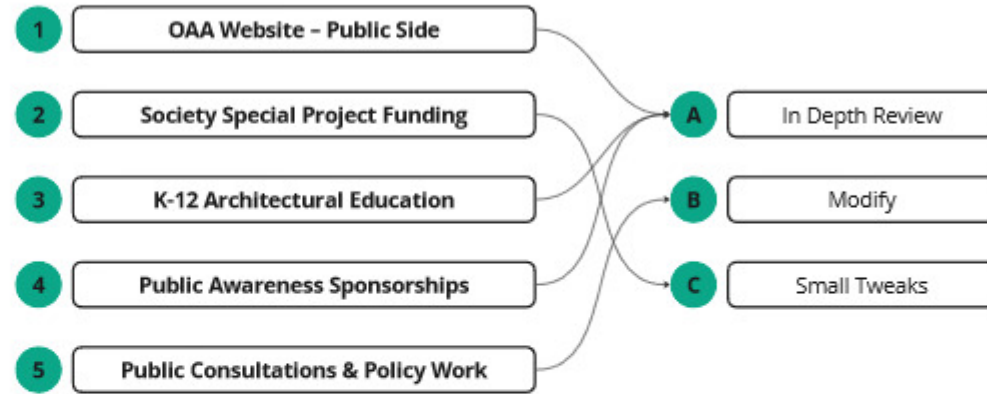 1 OAA Website – Public Side
2 Society Special Project Funding
A In Depth Review
3 K-12 Architectural Education
B Modify
4 Public Awareness Sponsorships
C Small Tweaks
5 Public Consultations & Policy Work